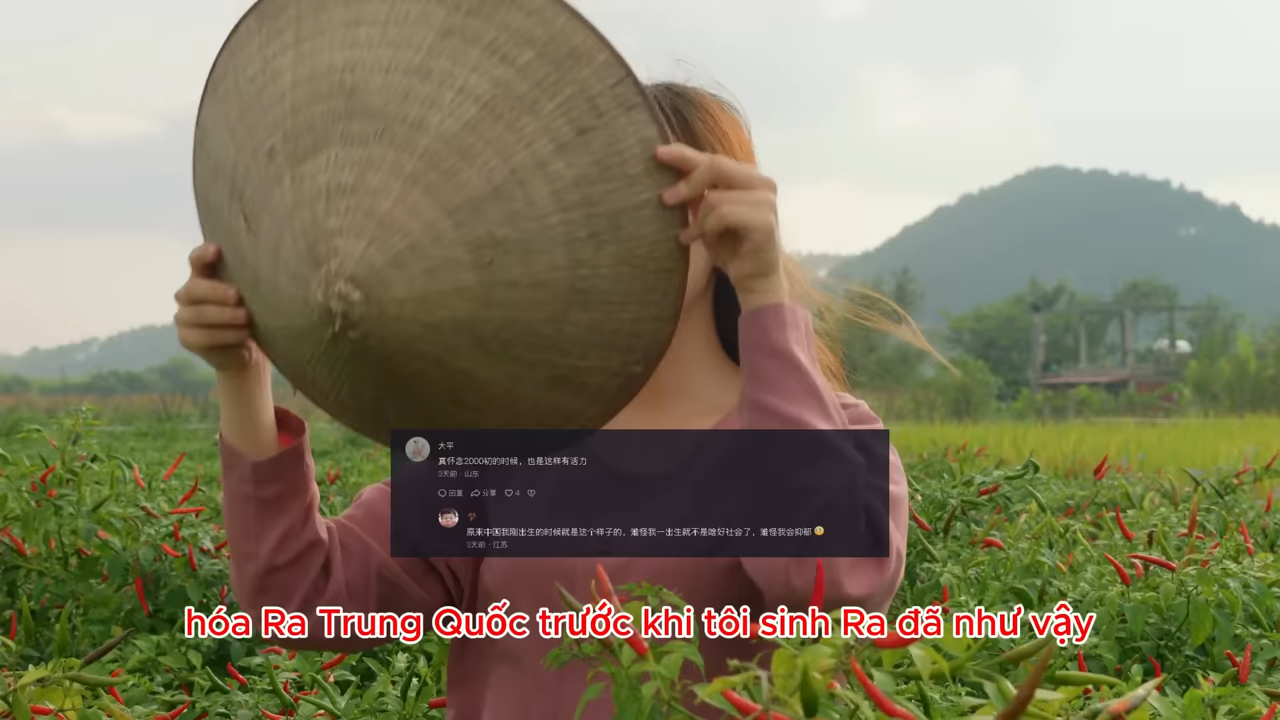 大平
真怀念2000初的时候，也是这样有活力
3天前 · 山东
回复 分享 4
原来中国我刚出生的时候就是这个样子的，难怪我一出生就不是啥好社会了，难怪我会抑郁
3天前 · 江苏
hóa Ra Trung Quốc trước khi tôi sinh Ra đã như vậy